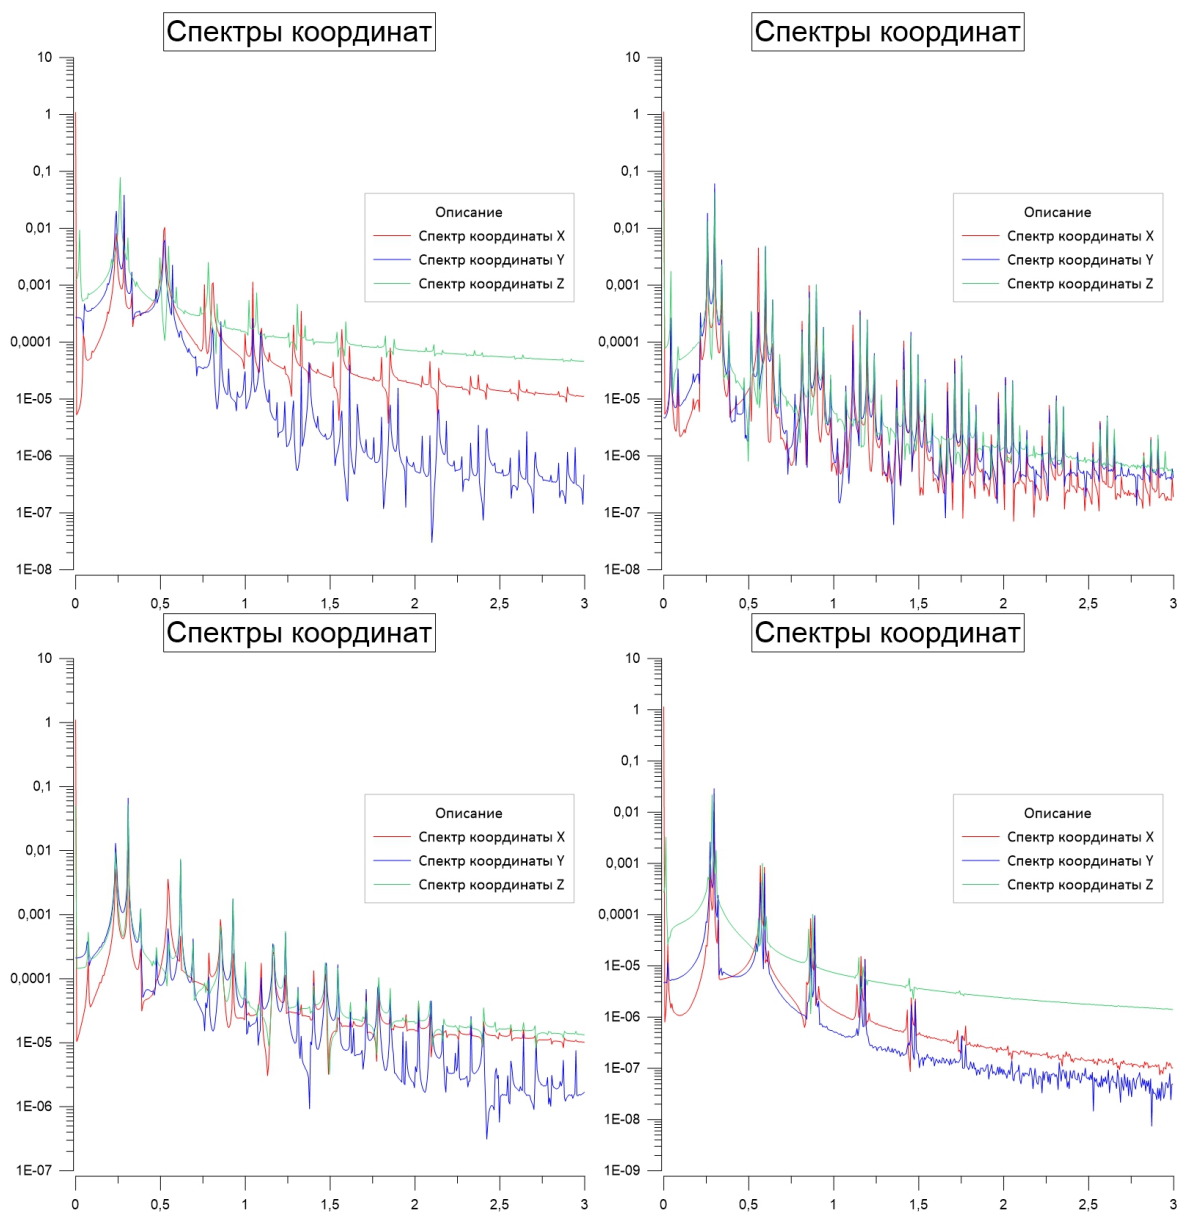 Спектры координат
10
1
0,1
0,01
0,001
0,0001
1E-05
1E-06
1E-07
1E-08
0 0,5 1 1,5 2 2,5 3
Описание
Спектр координаты X
Спектр координаты Y
Спектр координаты Z
Спектры координат
10
1
0,1
0,01
0,001
0,0001
1E-05
1E-06
1E-07
1E-08
0 0,5 1 1,5 2 2,5 3
Описание
Спектр координаты X
Спектр координаты Y
Спектр координаты Z
Спектры координат
10
1
0,1
0,01
0,001
0,0001
1E-05
1E-06
1E-07
0 0,5 1 1,5 2 2,5 3
Описание
Спектр координаты X
Спектр координаты Y
Спектр координаты Z
Спектры координат
10
1
0,1
0,01
0,001
0,0001
1E-05
1E-06
1E-07
1E-08
1E-09
0 0,5 1 1,5 2 2,5 3
Описание
Спектр координаты X
Спектр координаты Y
Спектр координаты Z